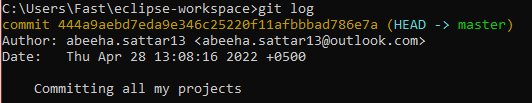 C:\Users\Fast\eclipse-workspace>git log
commit 444a9aebd7eda9e346c25220f11afbbbad786e7a (HEAD -> master)
Author: abeeha.sattar13 <abeeha.sattar13@outlook.com>
Date:   Thu Apr 28 13:08:16 2022 +0500
    Committing all my projects